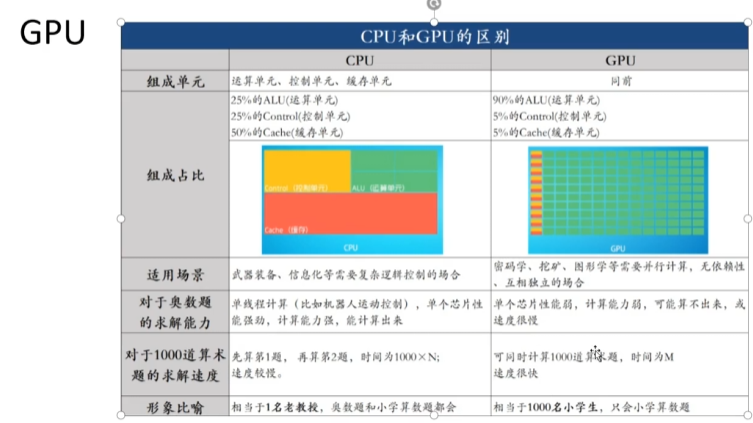 GPU
CPU和GPU的区别
CPU
GPU
组成单元
运算单元、控制单元、缓存单元
同前
组成占比
25%的ALU(运算单元)
25%的Control(控制单元)
50%的Cache(缓存单元)
90%的ALU(运算单元)
5%的Control(控制单元)
5%的Cache(缓存单元)
Control（控制单元）
ALU（运算单元）
Cache（缓存）
CPU
GPU
适用场景
武器装备、信息化等需要复杂逻辑控制的场合
密码学、挖矿、图形学等需要并行计算，无依赖性
、互相独立的场合
对于奥数题
的求解能力
单线程计算（比如机器人运动控制），单个芯片性
能强劲，计算能力强，能计算出来
单个芯片性能弱，计算能力弱，可能算不出来，或
速度很慢
对于1000道算术
题的求解速度
先算第1题，再算第2题，时间为1000×N;
速度较慢。
可同时计算1000道算术题，时间为M
速度很快
形象比喻
相当于1名老教授，奥数题和小学算数题都会
相当于1000名小学生，只会小学算数题